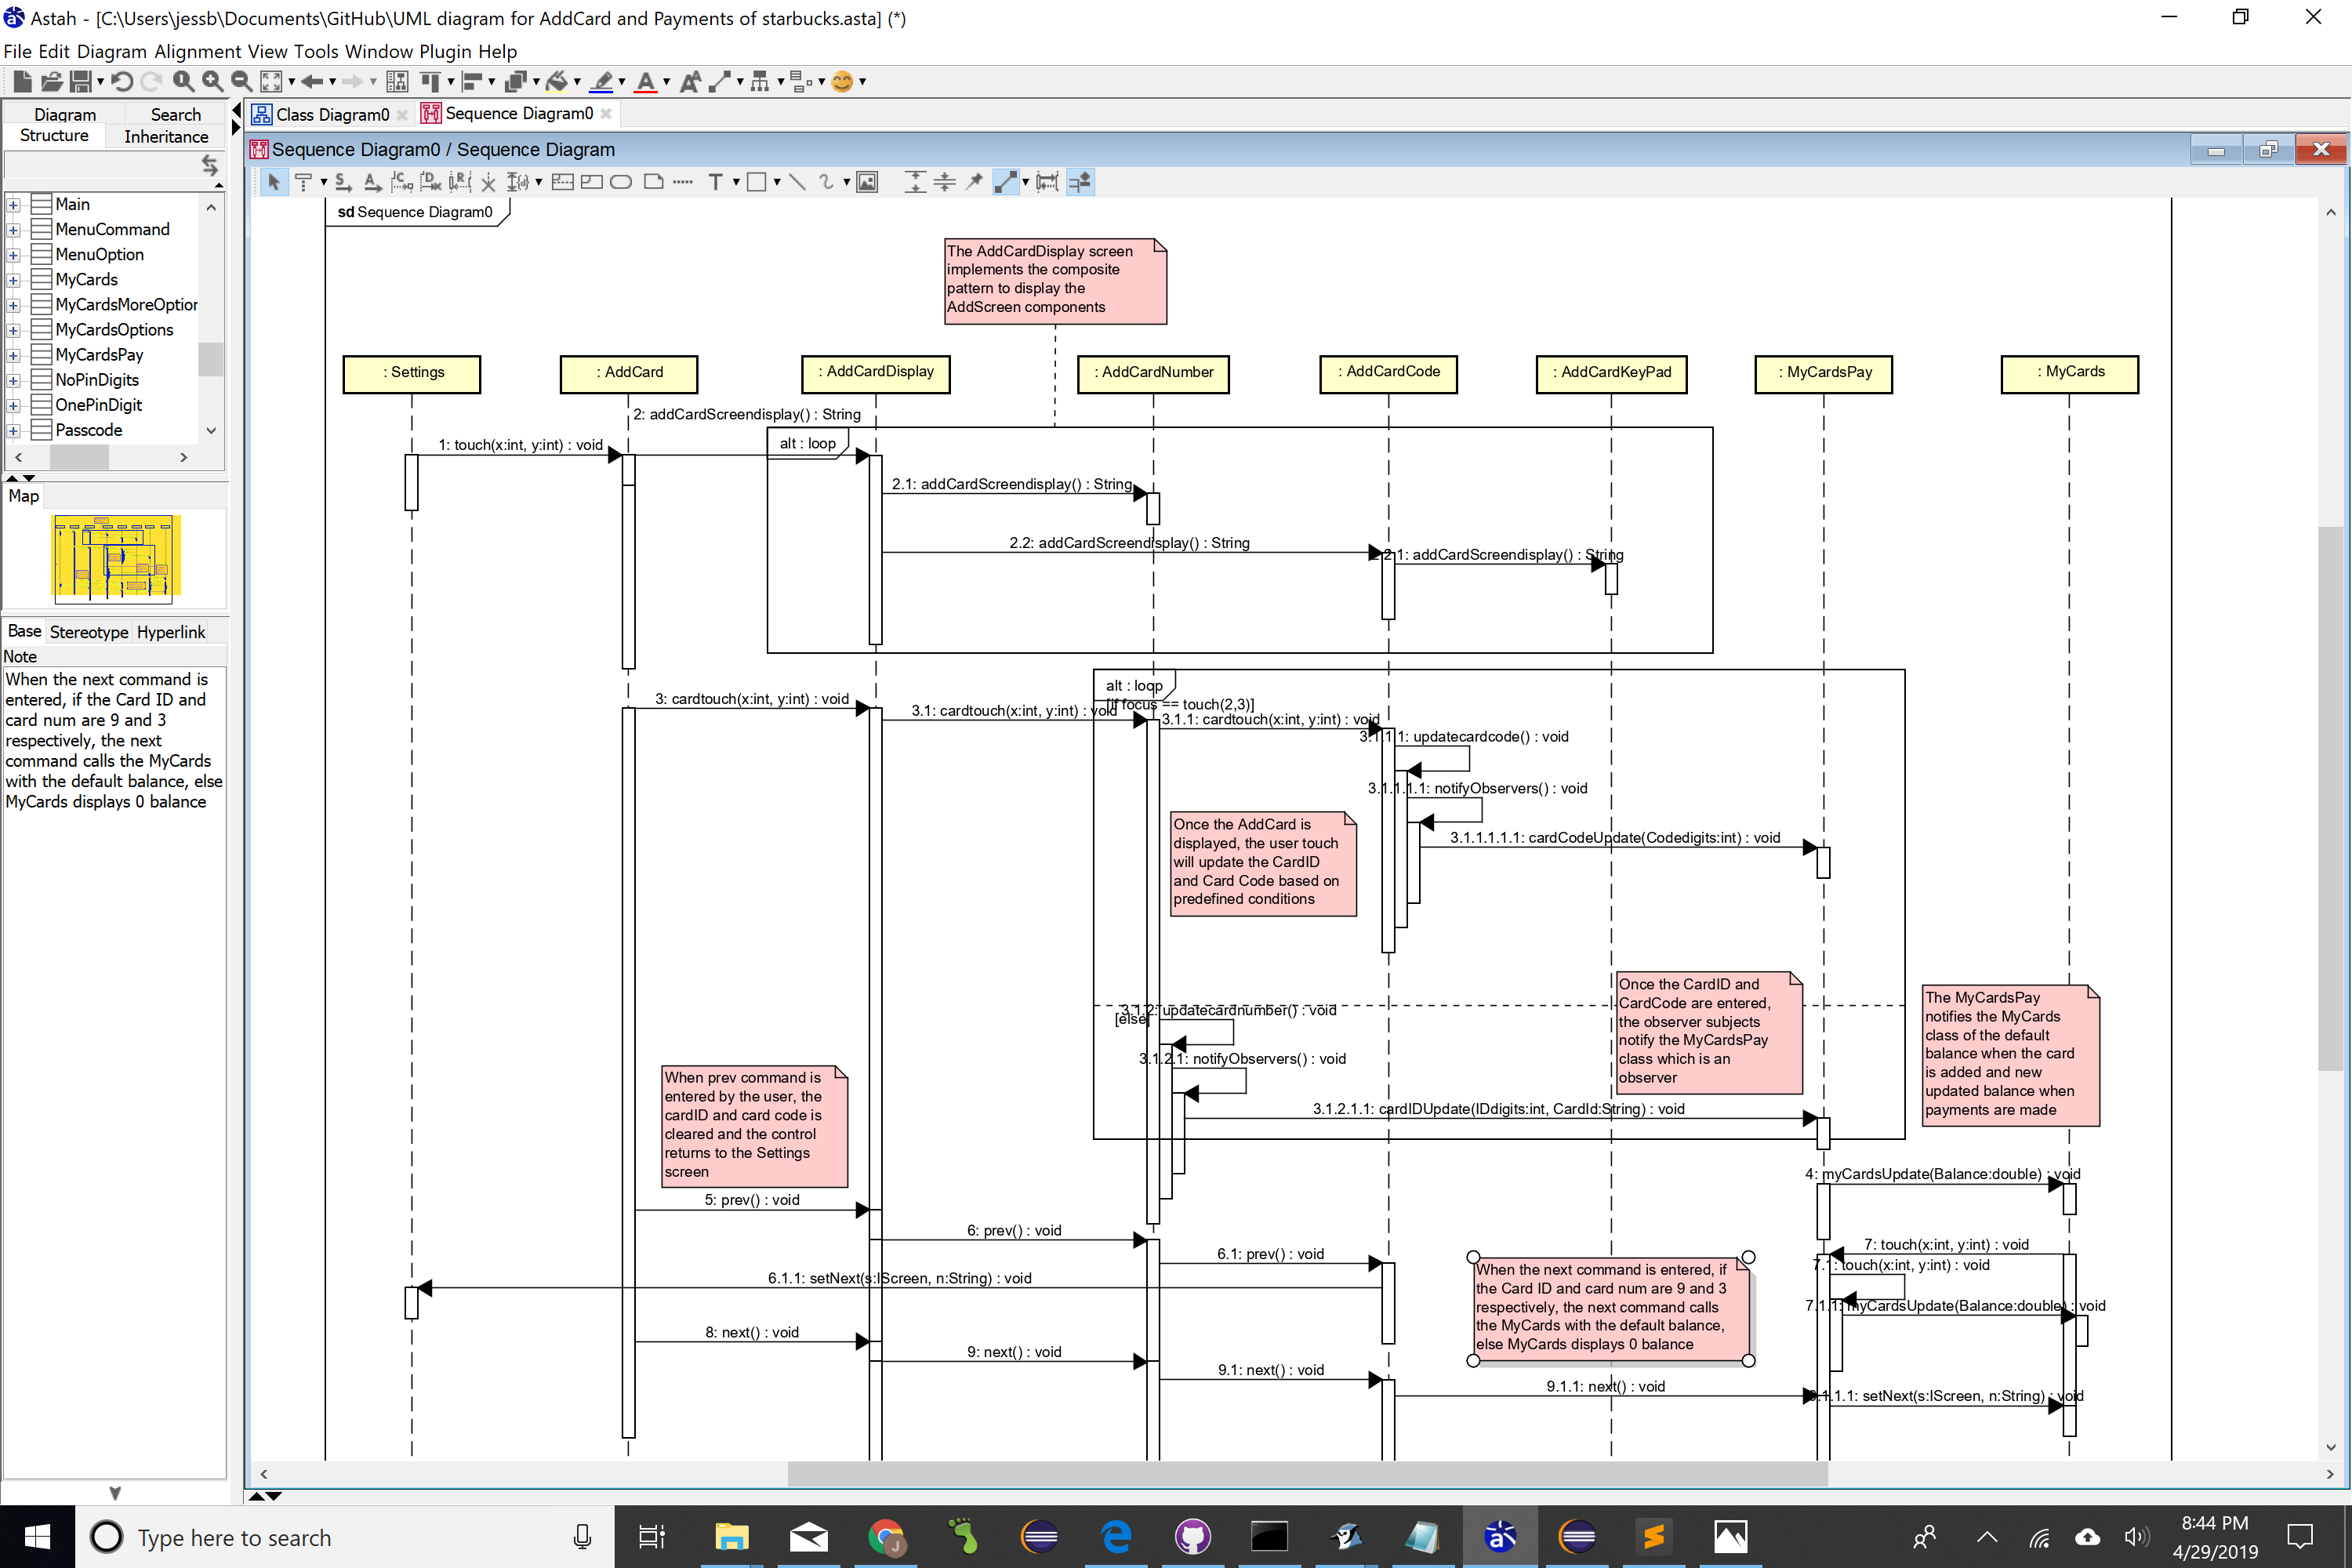 Astah - [C:\Users\jessb\Documents\GitHub\UML diagram for AddCard and Payments of starbucks.asta] (*)
File Edit Diagram Alignment View Tools Window Plugin Help
Diagram Search
Structure Inheritance
Main
MenuCommand
MenuOption
MyCards
MyCardsMoreOption
MyCardsOptions
MyCardsPay
NoPinDigits
OnePinDigit
Passcode
Map
Base Stereotype Hyperlink
Note
When the next command is
entered, if the Card ID and
card num are 9 and 3
respectively, the next
command calls the MyCards
with the default balance, else
MyCards displays 0 balance
Class Diagram0
Sequence Diagram0
Sequence Diagram0 / Sequence Diagram
sd Sequence Diagram0
The AddCardDisplay screen
implements the composite
pattern to display the
AddScreen components
: Settings
: AddCard
: AddCardDisplay
: AddCardNumber
: AddCardCode
: AddCardKeyPad
: MyCardsPay
: MyCards
2: addCardScreendisplay() : String
1: touch(x:int, y:int) : void
alt : loop
2.1: addCardScreendisplay() : String
2.2: addCardScreendisplay() : String
2.2.1: addCardScreendisplay() : String
alt : loop
[if focus == touch(2,3)]
3: cardtouch(x:int, y:int) : void
3.1: cardtouch(x:int, y:int) : void
3.1.1: cardtouch(x:int, y:int) : void
3.1.1.1: updatecardcode() : void
3.1.1.1.1: notifyObservers() : void
3.1.1.1.1.1: cardCodeUpdate(Codedigits:int) : void
Once the AddCard is
displayed, the user touch
will update the CardID
and Card Code based on
predefined conditions
Once the CardID and
CardCode are entered,
the observer subjects
notify the MyCardsPay
class which is an
observer
The MyCardsPay
notifies the MyCards
class of the default
balance when the card
is added and new
updated balance when
payments are made
3.1.2: updatecardnumber() : void
[else]
3.1.2.1: notifyObservers() : void
3.1.2.1.1: cardIDUpdate(IDdigits:int, CardId:String) : void
When prev command is
entered by the user, the
cardID and card code is
cleared and the control
returns to the Settings
screen
4: myCardsUpdate(Balance:double) : void
5: prev() : void
6: prev() : void
6.1: prev() : void
6.1.1: setNext(s:IScreen, n:String) : void
7: touch(x:int, y:int) : void
7.1: touch(x:int, y:int) : void
7.1.1: myCardsUpdate(Balance:double) : void
When the next command is entered, if
the Card ID and card num are 9 and 3
respectively, the next command calls
the MyCards with the default balance,
else MyCards displays 0 balance
8: next() : void
9: next() : void
9.1: next() : void
9.1.1: next() : void
9.1.1.1: setNext(s:IScreen, n:String) : void
Type here to search
8:44 PM
4/29/2019